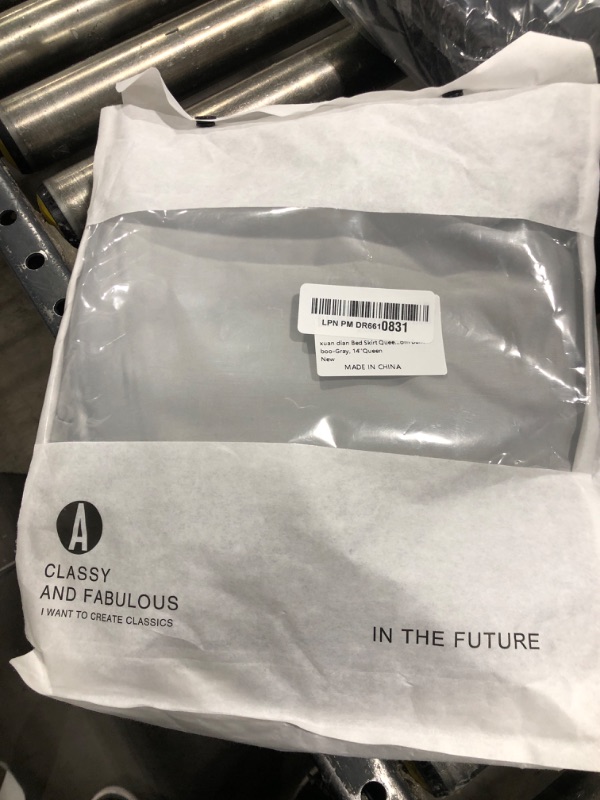 LPN PM DR6610831
xuan dian Bed Skirt Quee...
boo-Gray, 14''Queen
New
MADE IN CHINA
A
CLASSY
AND FABULOUS
I WANT TO CREATE CLASSICS
IN THE FUTURE